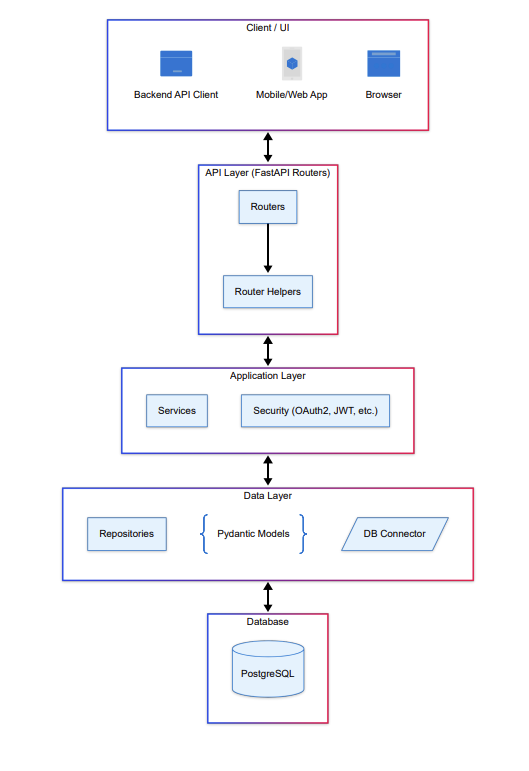 Client / UI
Backend API Client
Mobile/Web App
Browser
API Layer (FastAPI Routers)
Routers
Router Helpers
Application Layer
Services
Security (OAuth2, JWT, etc.)
Data Layer
Repositories
Pydantic Models
DB Connector
Database
PostgreSQL